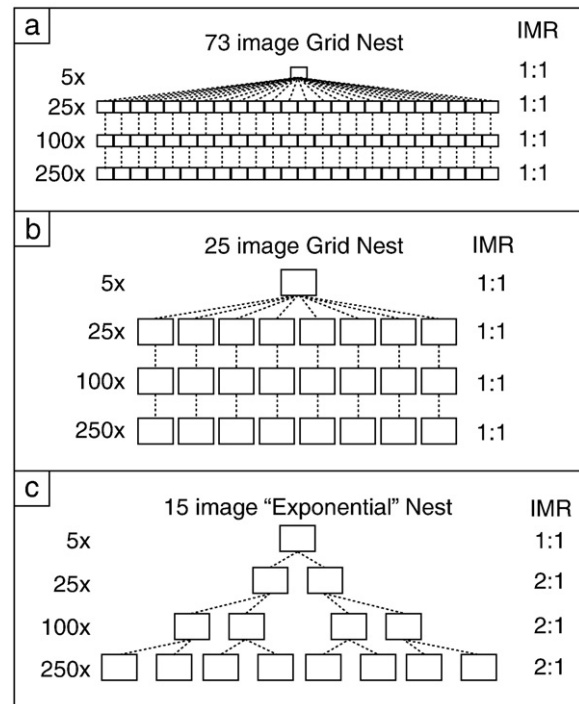 a
IMR
73 image Grid Nest
5x 1:1
25x 1:1
100x 1:1
250x 1:1
b
25 image Grid Nest IMR
5x 1:1
25x 1:1
100x 1:1
250x 1:1
c
15 image “Exponential” Nest IMR
5x 1:1
25x 2:1
100x 2:1
250x 2:1